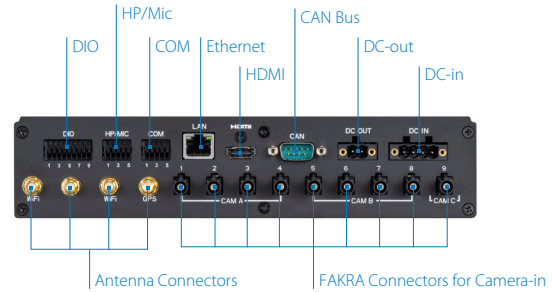 HP/Mic
CAN Bus
DIO
COM
Ethernet
DC-out
HDMI
DC-in
DIO
HP/MIC
COM
LAN
HDMI
CAN
DC OUT
DC IN
1 3 5 7 9
1 3 5
1 3 5
1 2 3 4 5 6 7 8 9
WiFi
WiFi
GPS
CAM A
CAM B
CAM C
Antenna Connectors
FAKRA Connectors for Camera-in